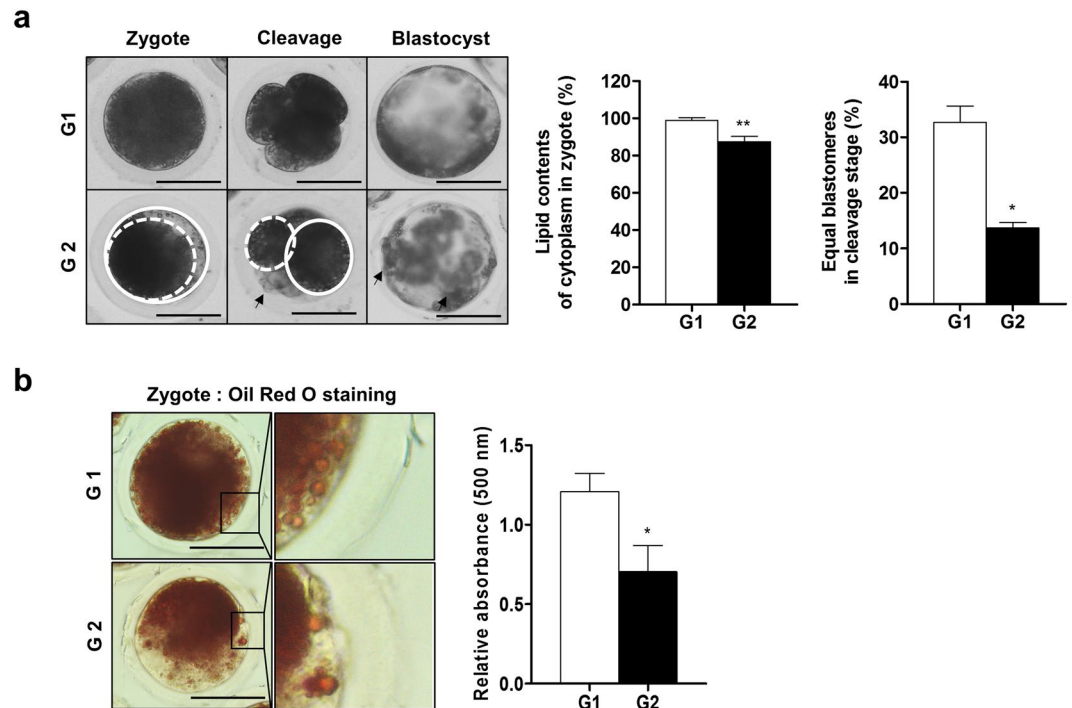 a
Zygote
Cleavage
Blastocyst
G1
G 2
Lipid contents
of cytoplasm in zygote (%)
120
100
80
60
40
20
0
**
G1
G2
Equal blastomeres
in cleavage stage (%)
40
30
20
10
0
*
G1
G2
b
Zygote : Oil Red O staining
G 1
G 2
Relative absorbance (500 nm)
1.5
1.0
0.5
0.0
*
G1
G2